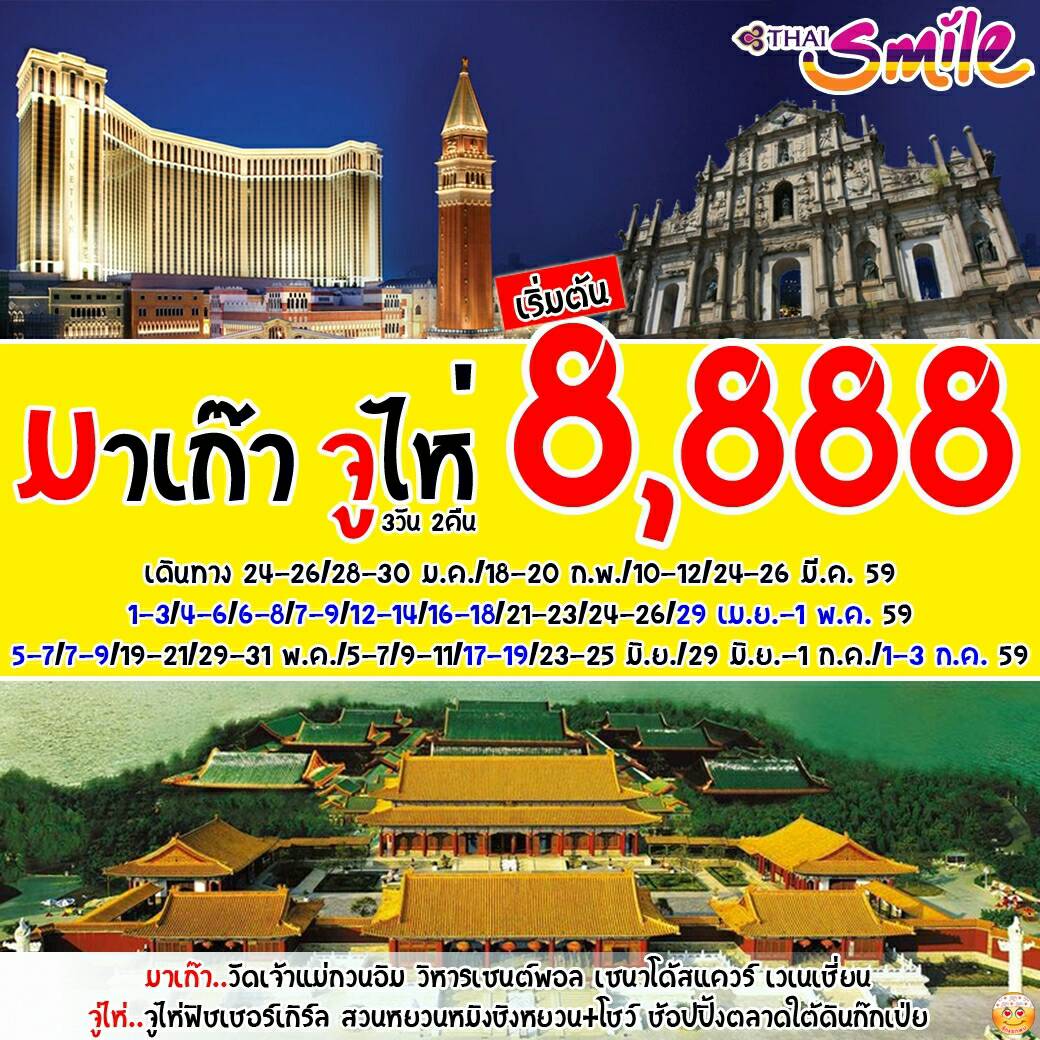 THAI Smile
VENETIAN
เริ่มต้น
มาเก๊า จูไห่ 8,888
3วัน 2คืน
เดินทาง 24-26/28-30 ม.ค./18-20 ก.พ./10-12/24-26 มี.ค. 59
1-3/4-6/6-8/7-9/12-14/16-18/21-23/24-26/29 เม.ย.-1 พ.ค. 59
5-7/7-9/19-21/29-31 พ.ค./5-7/9-11/17-19/23-25 มิ.ย./29 มิ.ย.-1 ก.ค./1-3 ก.ค. 59
มาเก๊า..วัดเจ้าแม่กวนอิม วิหารเซนต์พอล เซนาโด้สแควร์ เวเนเซี่ยน
จูไห่..จูไห่ฟิชเชอร์เกิร์ล สวนหยวนหมิงซิงหยวน+โชว์ ช้อปปิ้งตลาดใต้ดินก๊กเป่ย